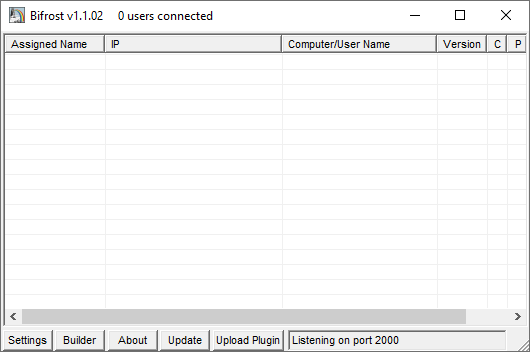 Bifrost v1.1.02 0 users connected
Assigned Name IP Computer/User Name Version C P
Settings Builder About Update Upload Plugin Listening on port 2000